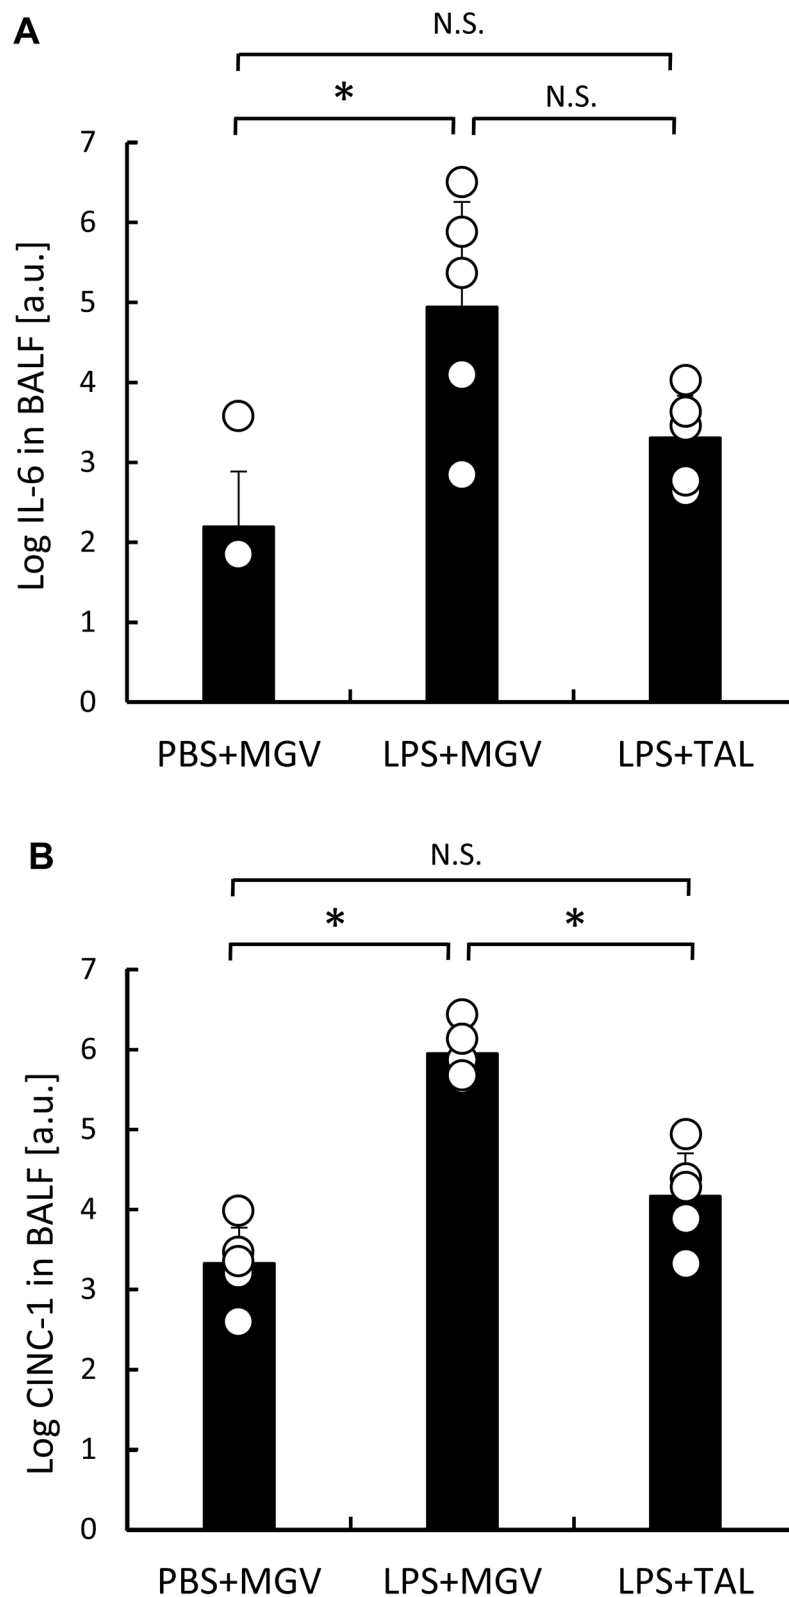 A
N.S.
*
N.S.
Log IL-6 in BALF [a.u.]
7
6
5
4
3
2
1
0
PBS+MGV LPS+MGV LPS+TAL
B
N.S.
* *
Log CINC-1 in BALF [a.u.]
7
6
5
4
3
2
1
0
PBS+MGV LPS+MGV LPS+TAL